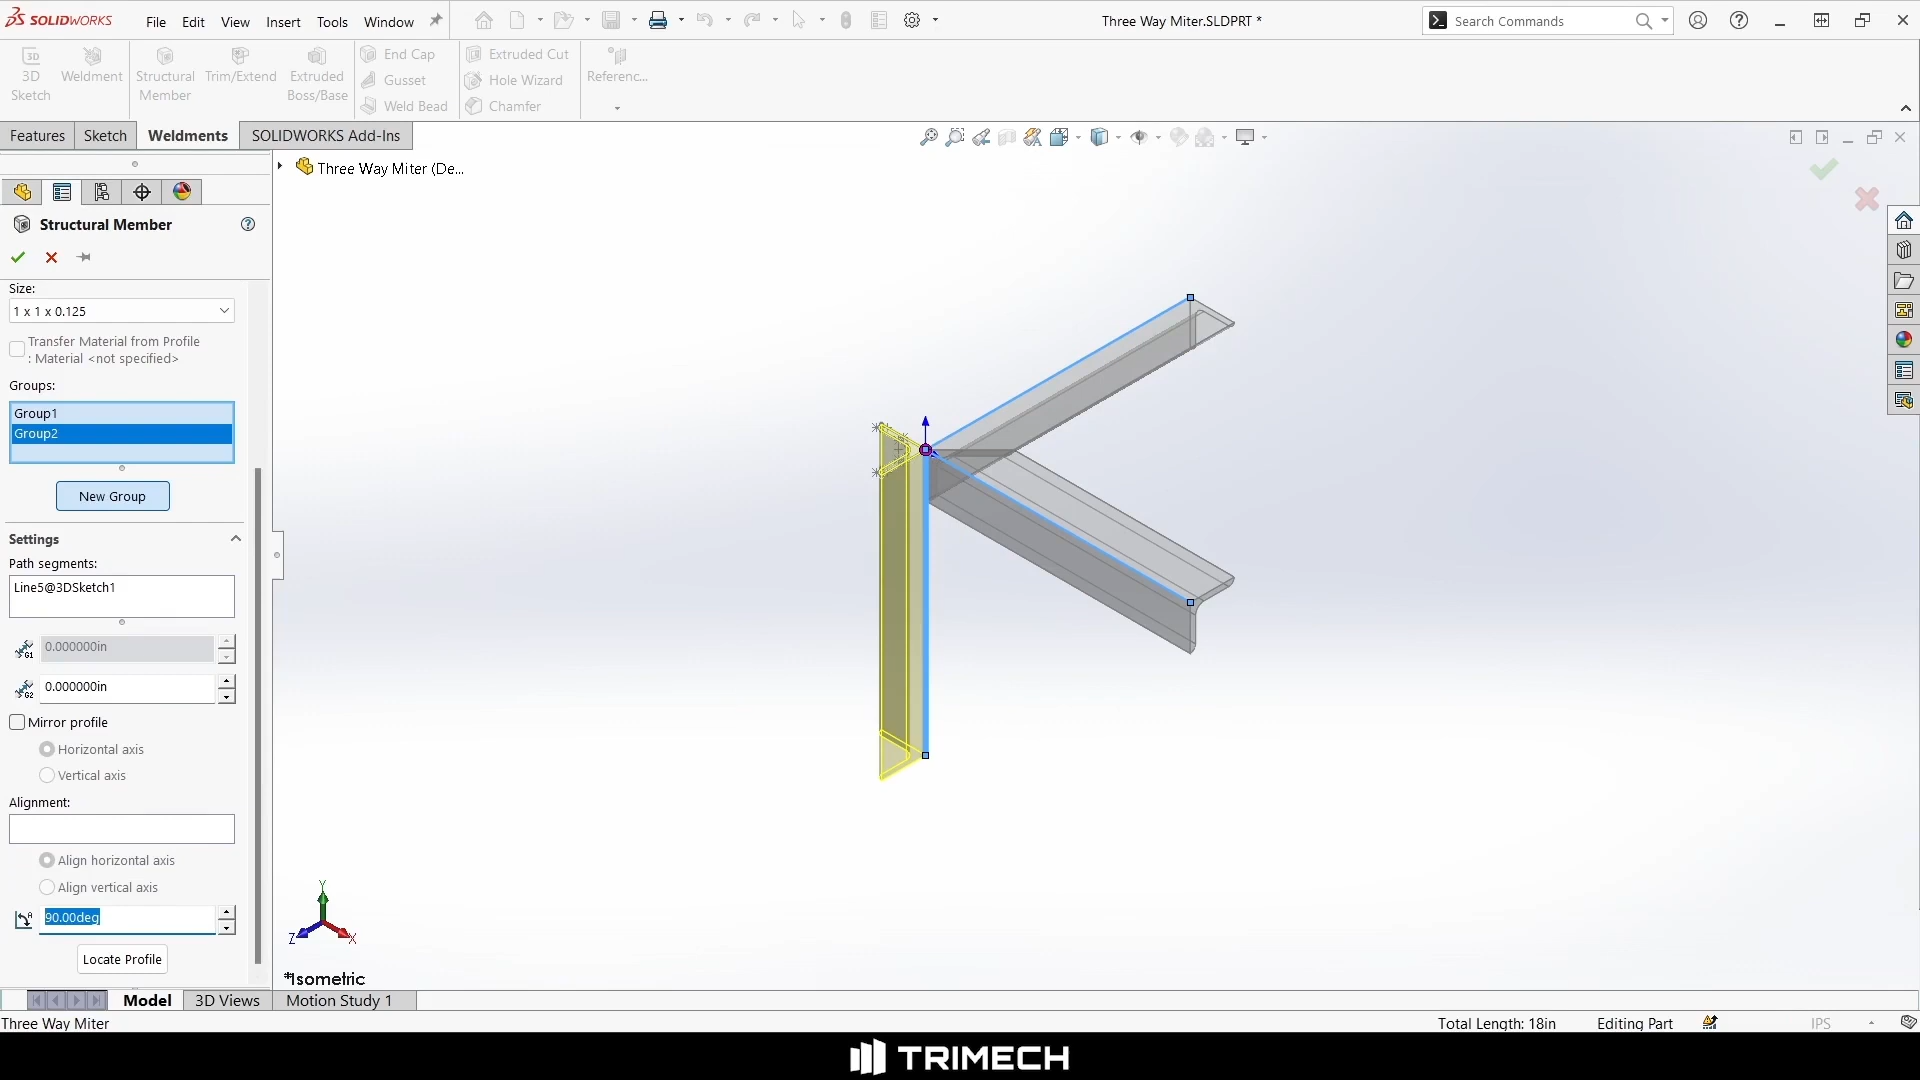 SOLIDWORKS File Edit View Insert Tools Window Three Way Miter.SLDPRT * Search Commands
3D Sketch
Weldment
Structural Member
Trim/Extend
Extruded Boss/Base
End Cap
Gusset
Weld Bead
Extruded Cut
Hole Wizard
Chamfer
Referenc...
Features Sketch Weldments SOLIDWORKS Add-Ins
Three Way Miter (De...
Structural Member
Size:
1 x 1 x 0.125
Transfer Material from Profile
: Material <not specified>
Groups:
Group1
Group2
New Group
Settings
Path segments:
Line5@3DSketch1
G1 0.000000in
G2 0.000000in
Mirror profile
Horizontal axis
Vertical axis
Alignment:
Align horizontal axis
Align vertical axis
90.00deg
Locate Profile
Y
Z X
*Isometric
Model 3D Views Motion Study 1
Three Way Miter Total Length: 18in Editing Part IPS
TRIMECH